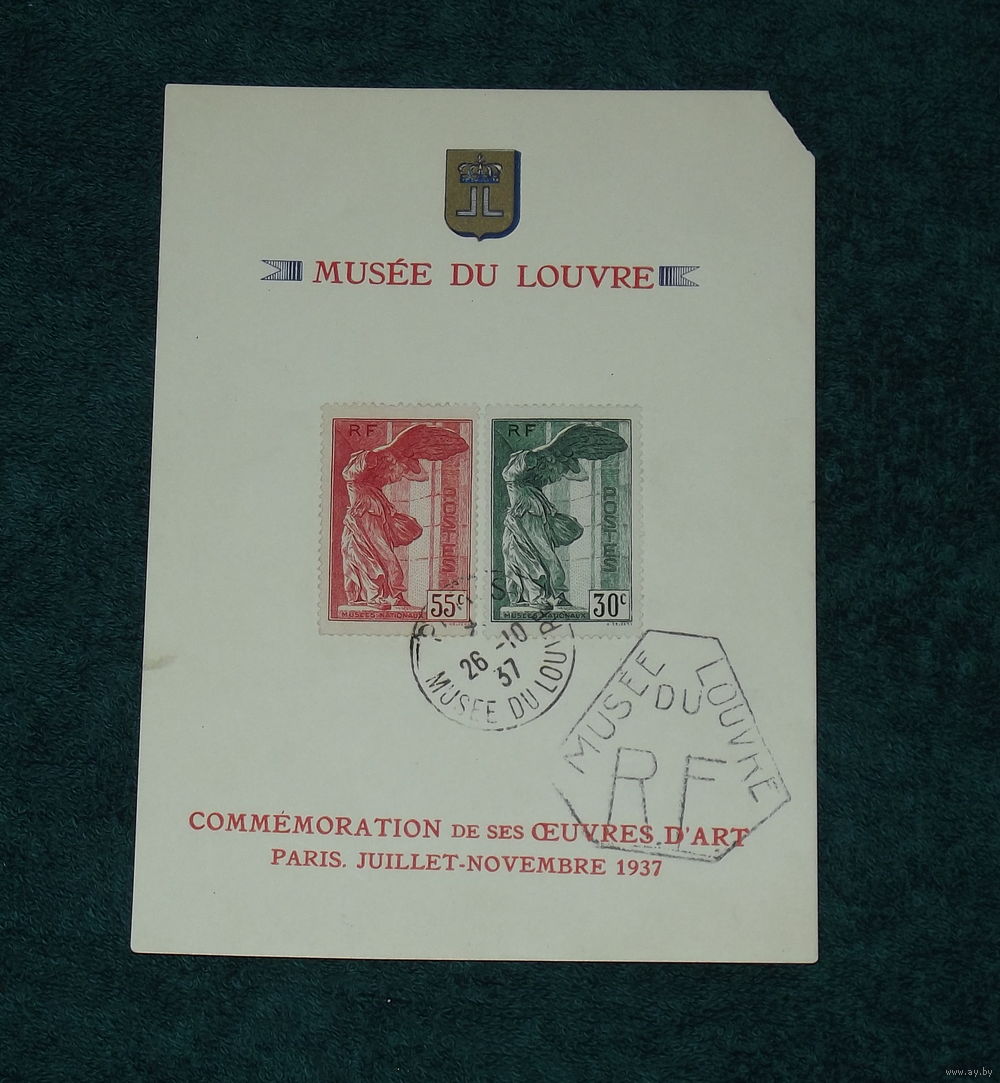 MUSÉE DU LOUVRE
RF
POSTES
55c
MUSÉES NATIONAUX
RF
POSTES
30c
MUSÉES NATIONAUX
26 -10
37
MUSÉE DU LOUVRE
MUSÉE DU LOUVRE
RF
COMMÉMORATION DE SES ŒUVRES D'ART
PARIS. JUILLET-NOVEMBRE 1937
www.ay.by